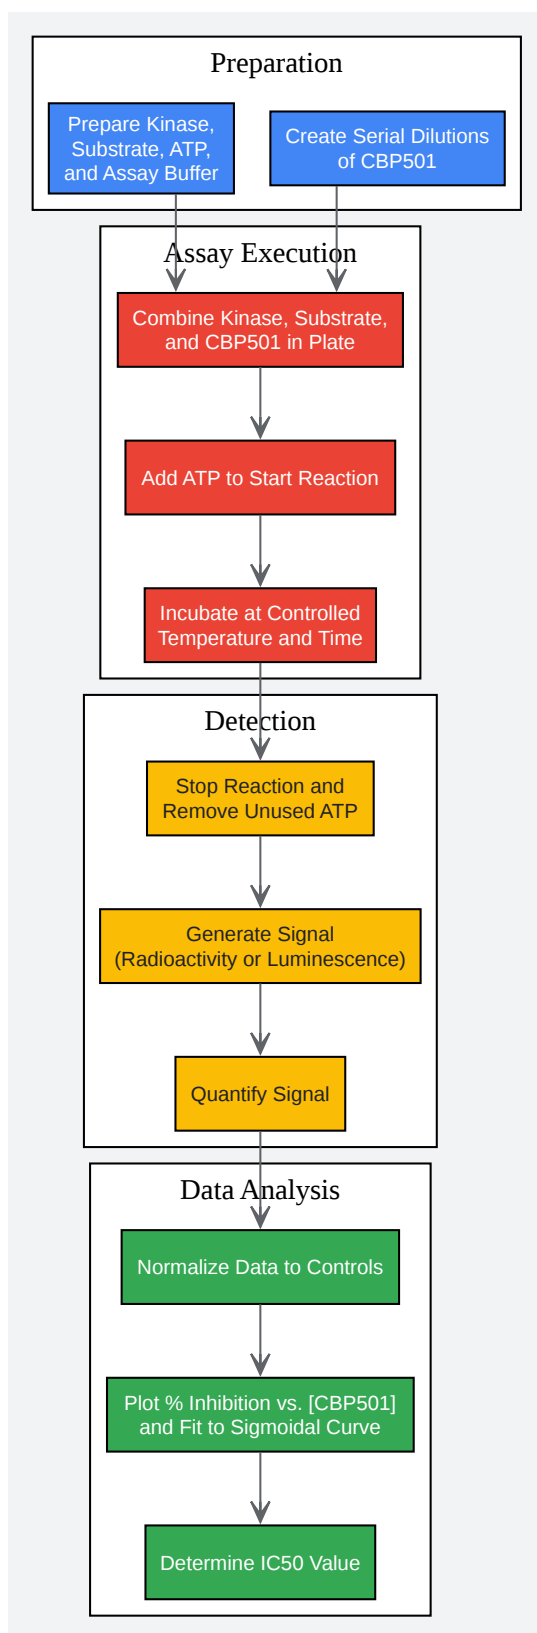 Preparation
Prepare Kinase,
Substrate, ATP,
and Assay Buffer
Create Serial Dilutions
of CBP501
Assay Execution
Combine Kinase, Substrate,
and CBP501 in Plate
Add ATP to Start Reaction
Incubate at Controlled
Temperature and Time
Detection
Stop Reaction and
Remove Unused ATP
Generate Signal
(Radioactivity or Luminescence)
Quantify Signal
Data Analysis
Normalize Data to Controls
Plot % Inhibition vs. [CBP501]
and Fit to Sigmoidal Curve
Determine IC50 Value